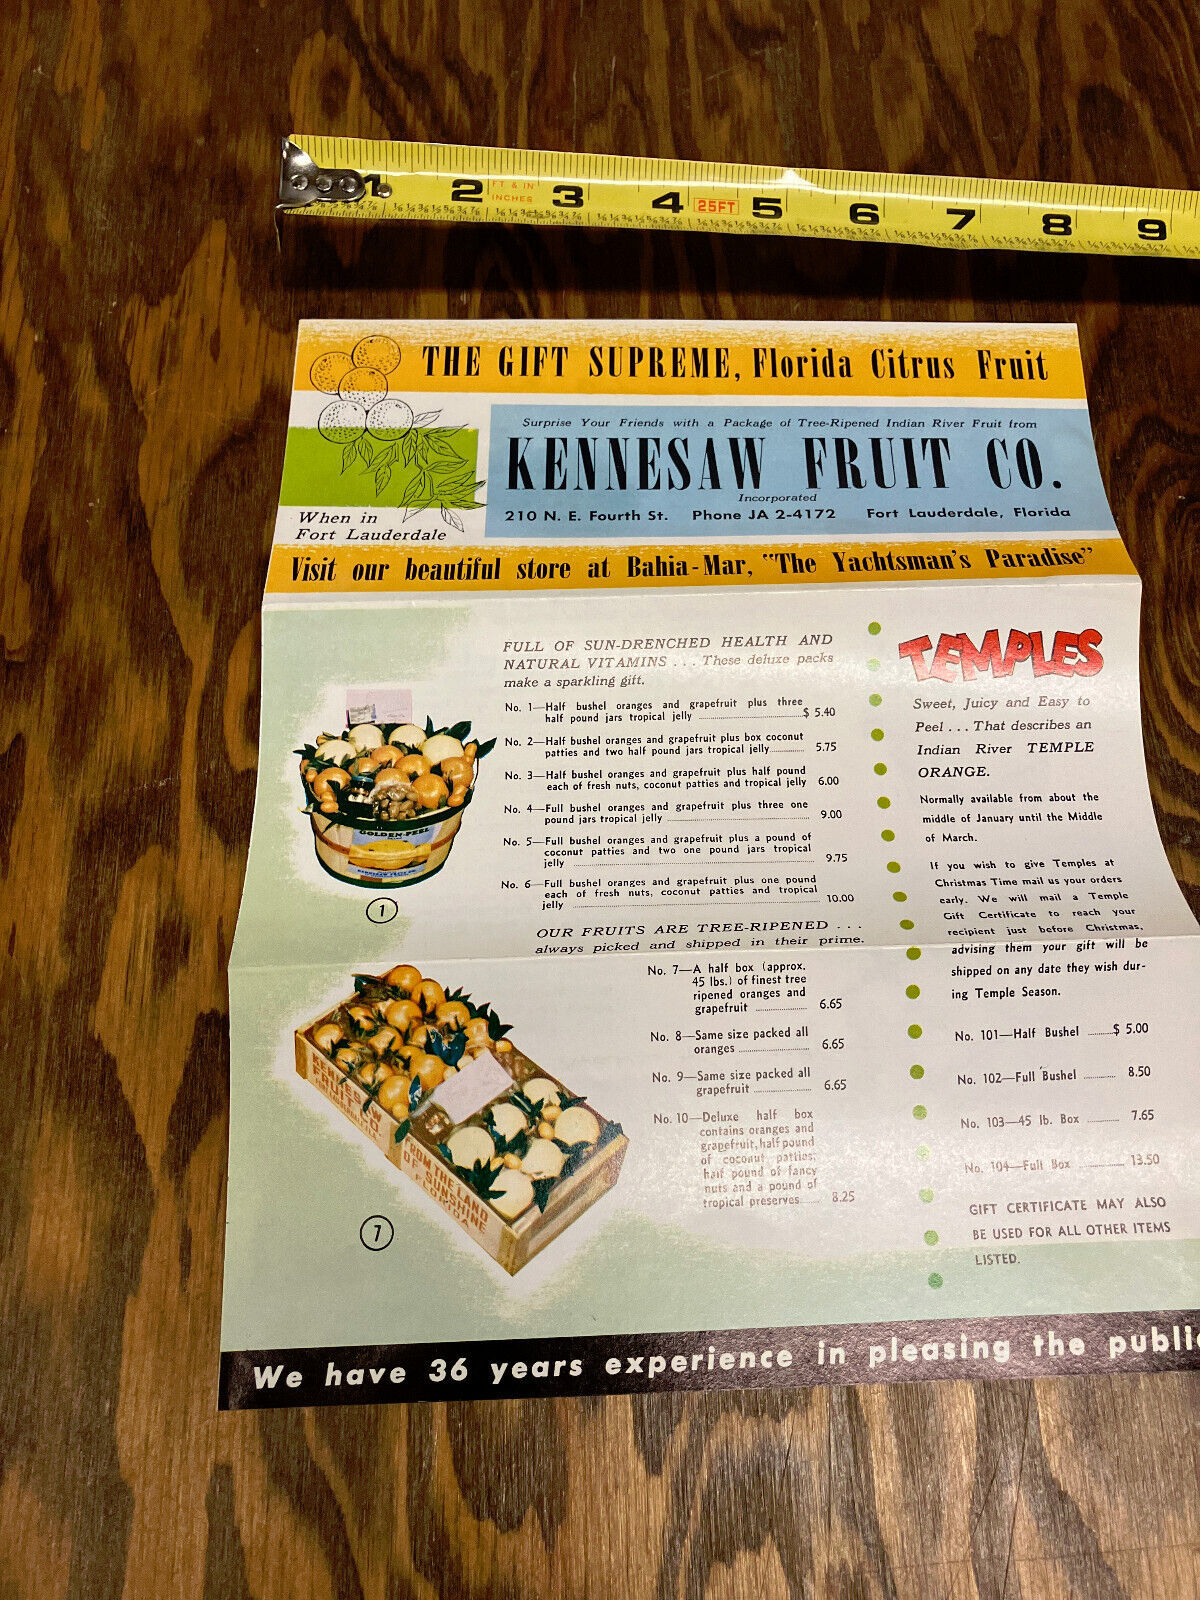 1 2 FT & IN INCHES 3 4 25FT 5 6 7 8 9
THE GIFT SUPREME, Florida Citrus Fruit
Surprise Your Friends with a Package of Tree-Ripened Indian River Fruit from
KENNESAW FRUIT CO.
Incorporated
210 N. E. Fourth St. Phone JA 2-4172 Fort Lauderdale, Florida
When in
Fort Lauderdale
Visit our beautiful store at Bahia-Mar, "The Yachtsman's Paradise"
FULL OF SUN-DRENCHED HEALTH AND
NATURAL VITAMINS . . . These deluxe packs
make a sparkling gift.
No. 1—Half bushel oranges and grapefruit plus three
half pound jars tropical jelly $ 5.40
No. 2—Half bushel oranges and grapefruit plus box coconut
patties and two half pound jars tropical jelly 5.75
No. 3—Half bushel oranges and grapefruit plus half pound
each of fresh nuts, coconut patties and tropical jelly 6.00
No. 4—Full bushel oranges and grapefruit plus three one
pound jars tropical jelly 9.00
No. 5—Full bushel oranges and grapefruit plus a pound of
coconut patties and two one pound jars tropical
jelly 9.75
No. 6—Full bushel oranges and grapefruit plus one pound
each of fresh nuts, coconut patties and tropical
jelly 10.00
GOLDEN-PEEL
KENNESAW FRUIT CO.
1
OUR FRUITS ARE TREE-RIPENED . . .
always picked and shipped in their prime.
No. 7—A half box (approx.
45 lbs.) of finest tree
ripened oranges and
grapefruit 6.65
No. 8—Same size packed all
oranges 6.65
No. 9—Same size packed all
grapefruit 6.65
No. 10—Deluxe half box
contains oranges and
grapefruit, half pound
of coconut patties,
half pound of fancy
nuts and a pound of
tropical preserves 8.25
FROM THE LAND
OF SUNSHINE
FLORIDA
7
TEMPLES
Sweet, Juicy and Easy to
Peel . . . That describes an
Indian River TEMPLE
ORANGE.
Normally available from about the
middle of January until the Middle
of March.
If you wish to give Temples at
Christmas Time mail us your orders
early. We will mail a Temple
Gift Certificate to reach your
recipient just before Christmas,
advising them your gift will be
shipped on any date they wish dur-
ing Temple Season.
No. 101—Half Bushel $ 5.00
No. 102—Full Bushel 8.50
No. 103—45 lb. Box 7.65
No. 104—Full Box 13.50
GIFT CERTIFICATE MAY ALSO
BE USED FOR ALL OTHER ITEMS
LISTED.
We have 36 years experience in pleasing the public